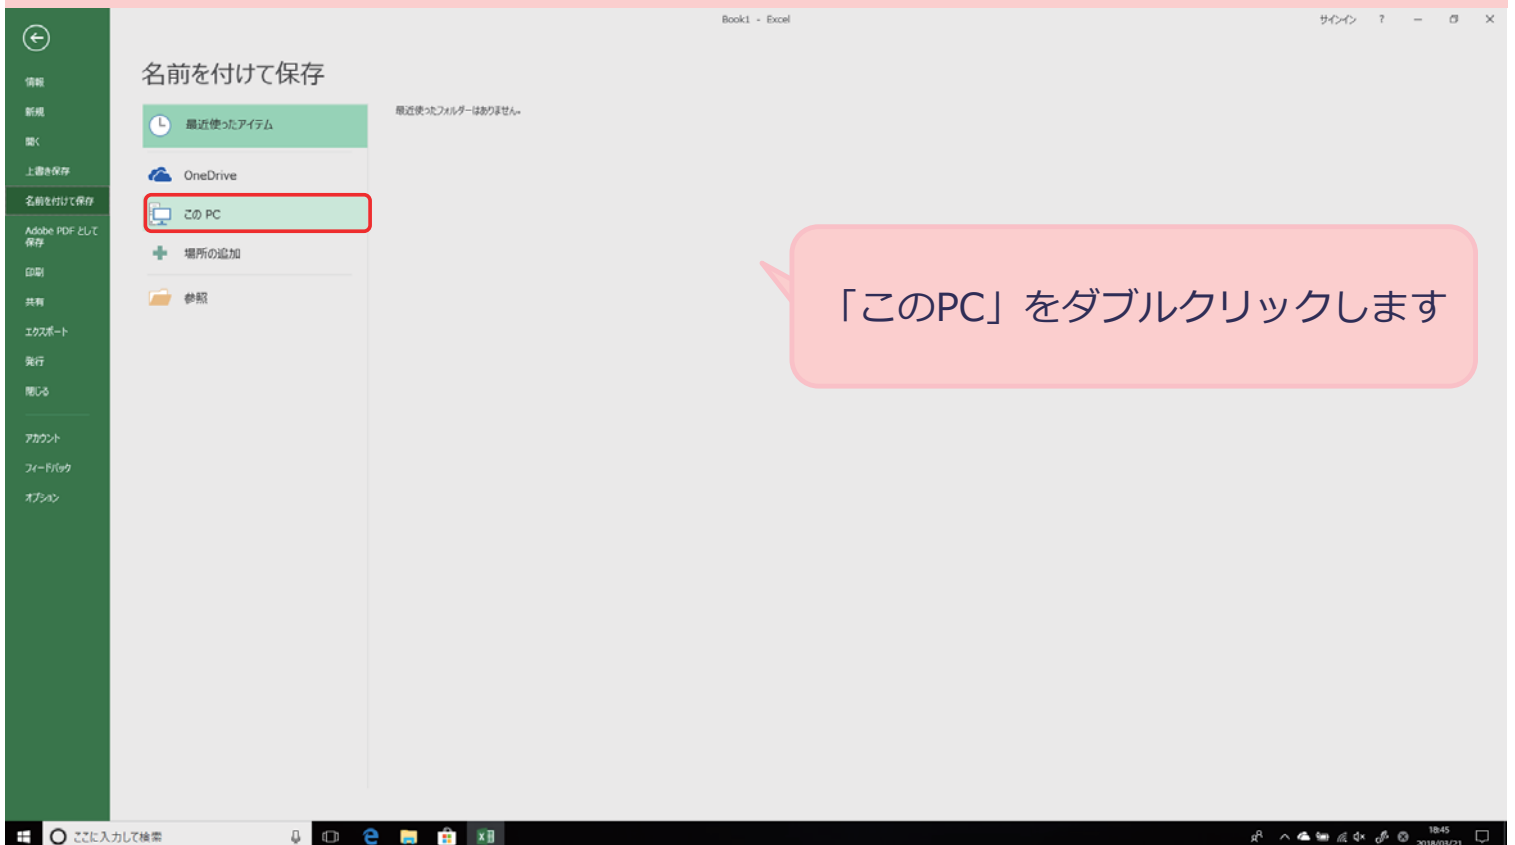 Book1 - Excel
サインイン ?
情報
新規
開く
上書き保存
名前を付けて保存
Adobe PDF として
保存
印刷
共有
エクスポート
発行
閉じる
アカウント
フィードバック
オプション
名前を付けて保存
最近使ったアイテム
OneDrive
この PC
場所の追加
参照
最近使ったフォルダーはありません。
「このPC」をダブルクリックします
ここに入力して検索
18:45
2018/03/21